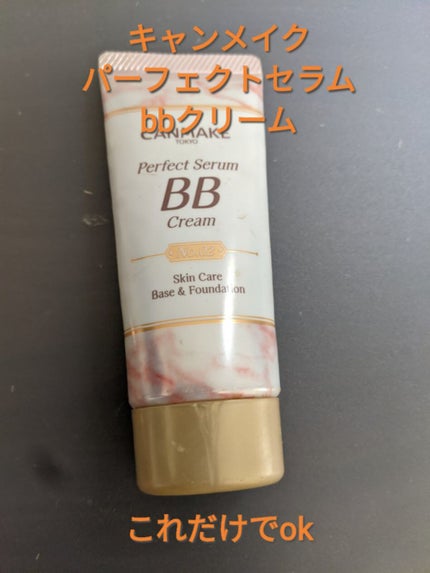 キャンメイク
パーフェクトセラム
bbクリーム
CANMAKE
TOKYO
Perfect Serum
BB
Cream
No.02
Skin Care
Base & Foundation
これだけでok